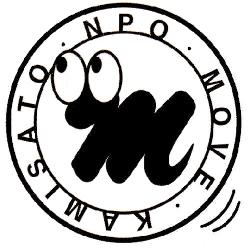 NPO · MOVE · KAMISATO ·
m